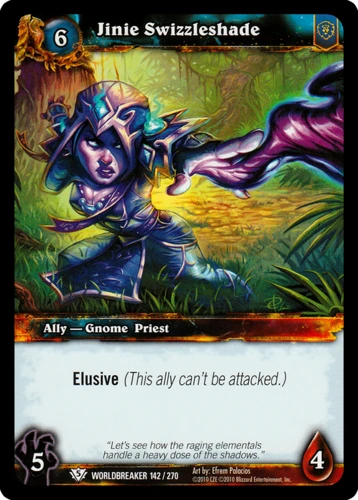 6
Jinie Swizzleshade
Ally — Gnome Priest
Elusive (This ally can't be attacked.)
"Let's see how the raging elementals
handle a heavy dose of the shadows."
5
4
WORLDBREAKER 142 / 270
Art by: Efrem Palacios
©2010 CZE ©2010 Blizzard Entertainment, Inc.